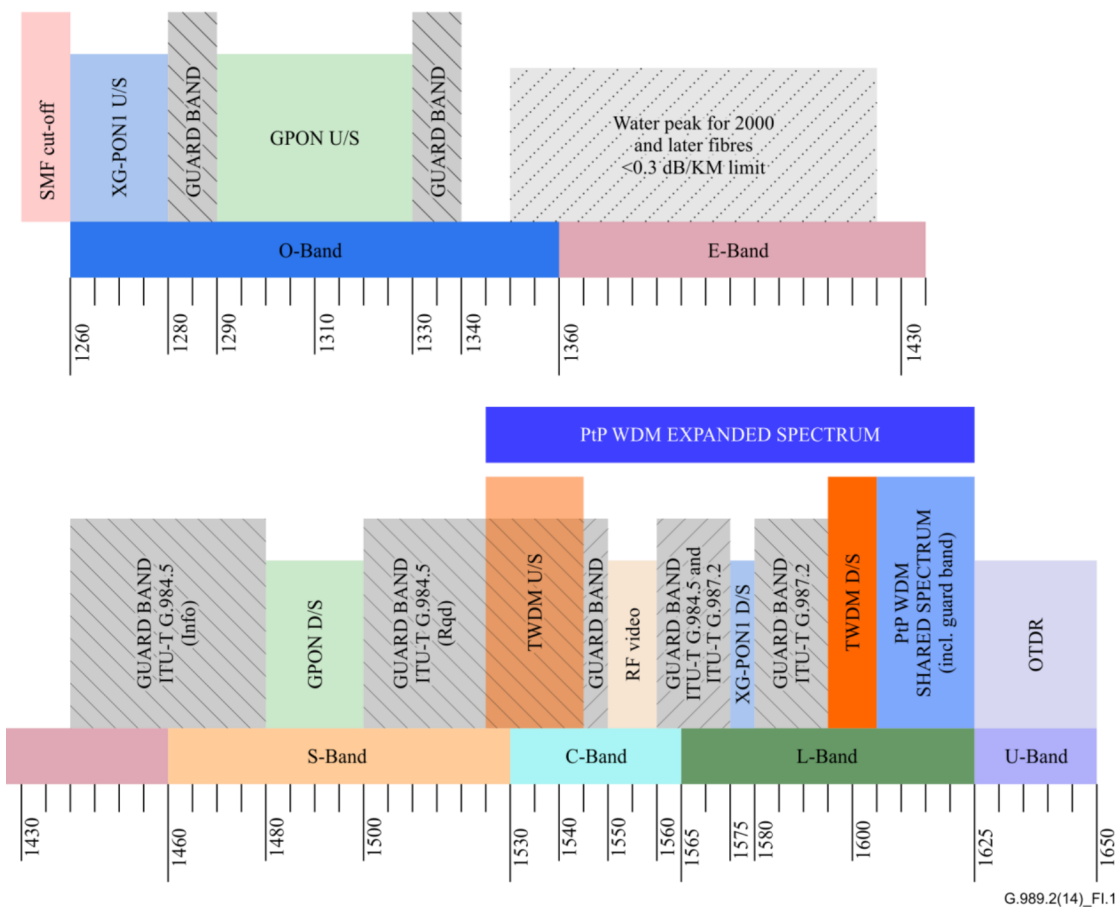 SMF cut-off
XG-PON1 U/S
GUARD BAND
GPON U/S
GUARD BAND
Water peak for 2000
and later fibres
<0.3 dB/KM limit
O-Band
E-Band
1260
1280
1290
1310
1330
1340
1360
1430
PtP WDM EXPANDED SPECTRUM
GUARD BAND
ITU-T G.984.5
(Info)
GPON D/S
GUARD BAND
ITU-T G.984.5
(Rqd)
TWDM U/S
GUARD BAND
RF video
GUARD BAND
ITU-T G.984.5 and
ITU-T G.987.2
XG-PON1 D/S
GUARD BAND
ITU-T G.987.2
TWDM D/S
PtP WDM
SHARED SPECTRUM
(incl. guard band)
OTDR
S-Band
C-Band
L-Band
U-Band
1430
1460
1480
1500
1530
1540
1550
1560
1565
1575
1580
1600
1625
1650
G.989.2(14)_FI.1